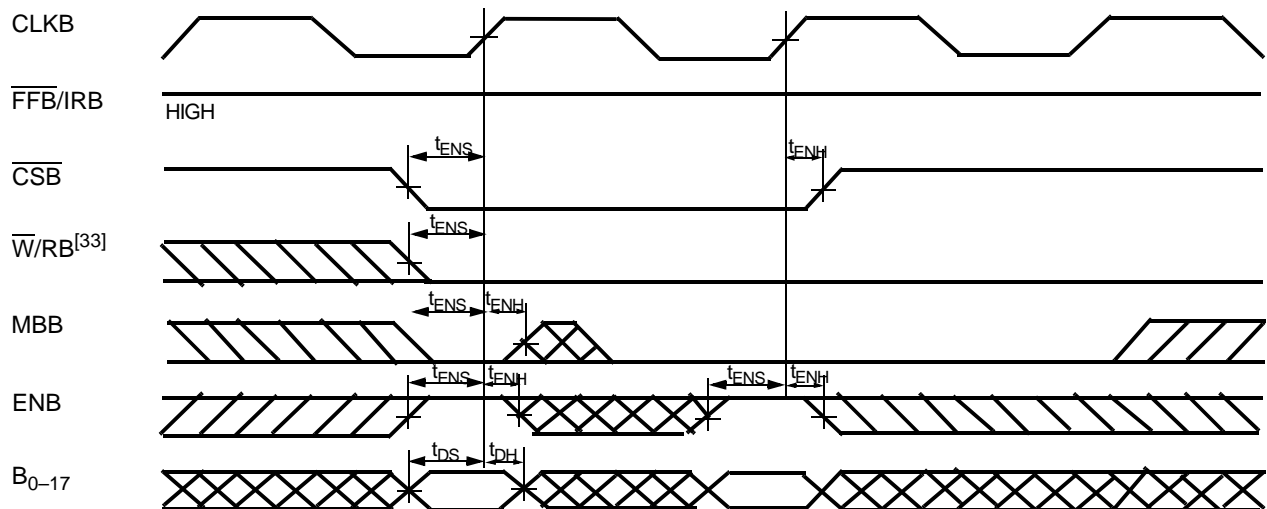 CLKB
FFB/IRB
HIGH
tENS
tENH
CSB
tENS
W/RB[33]
tENS tENH
MBB
tENS tENH tENS tENH
ENB
tDS tDH
B0–17